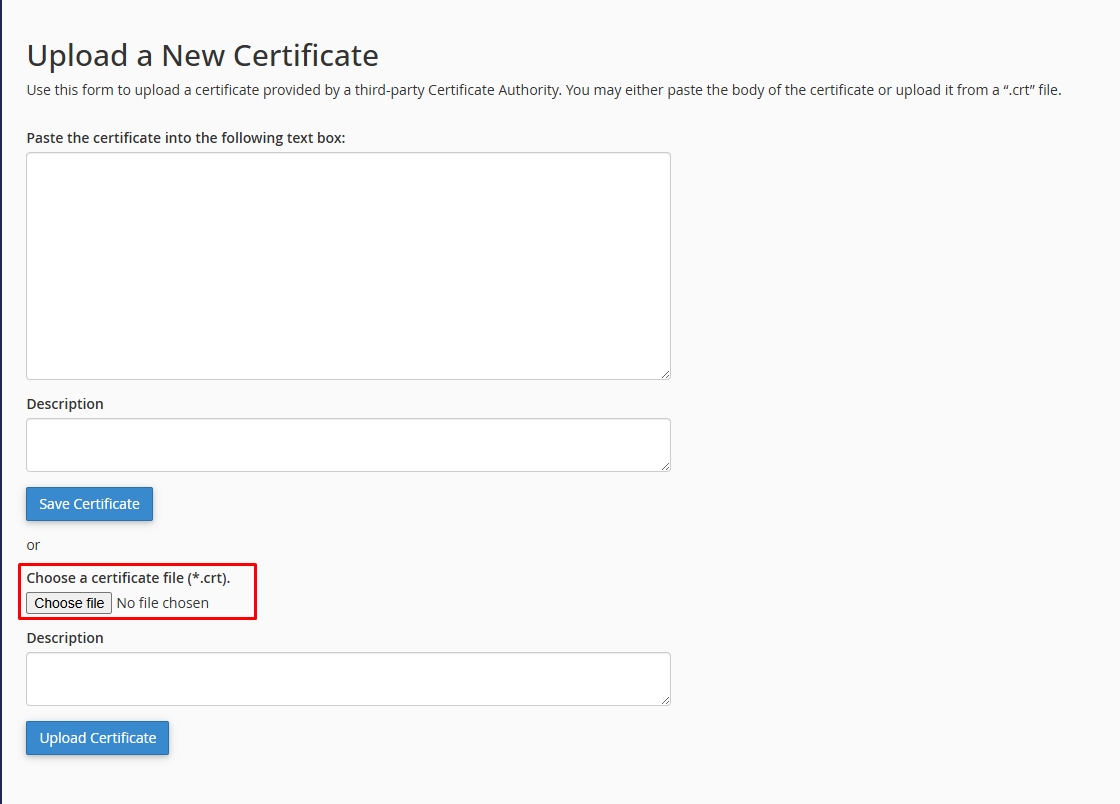 Upload a New Certificate
Use this form to upload a certificate provided by a third-party Certificate Authority. You may either paste the body of the certificate or upload it from a “.crt” file.
Paste the certificate into the following text box:
Description
Save Certificate
or
Choose a certificate file (*.crt).
Choose file No file chosen
Description
Upload Certificate